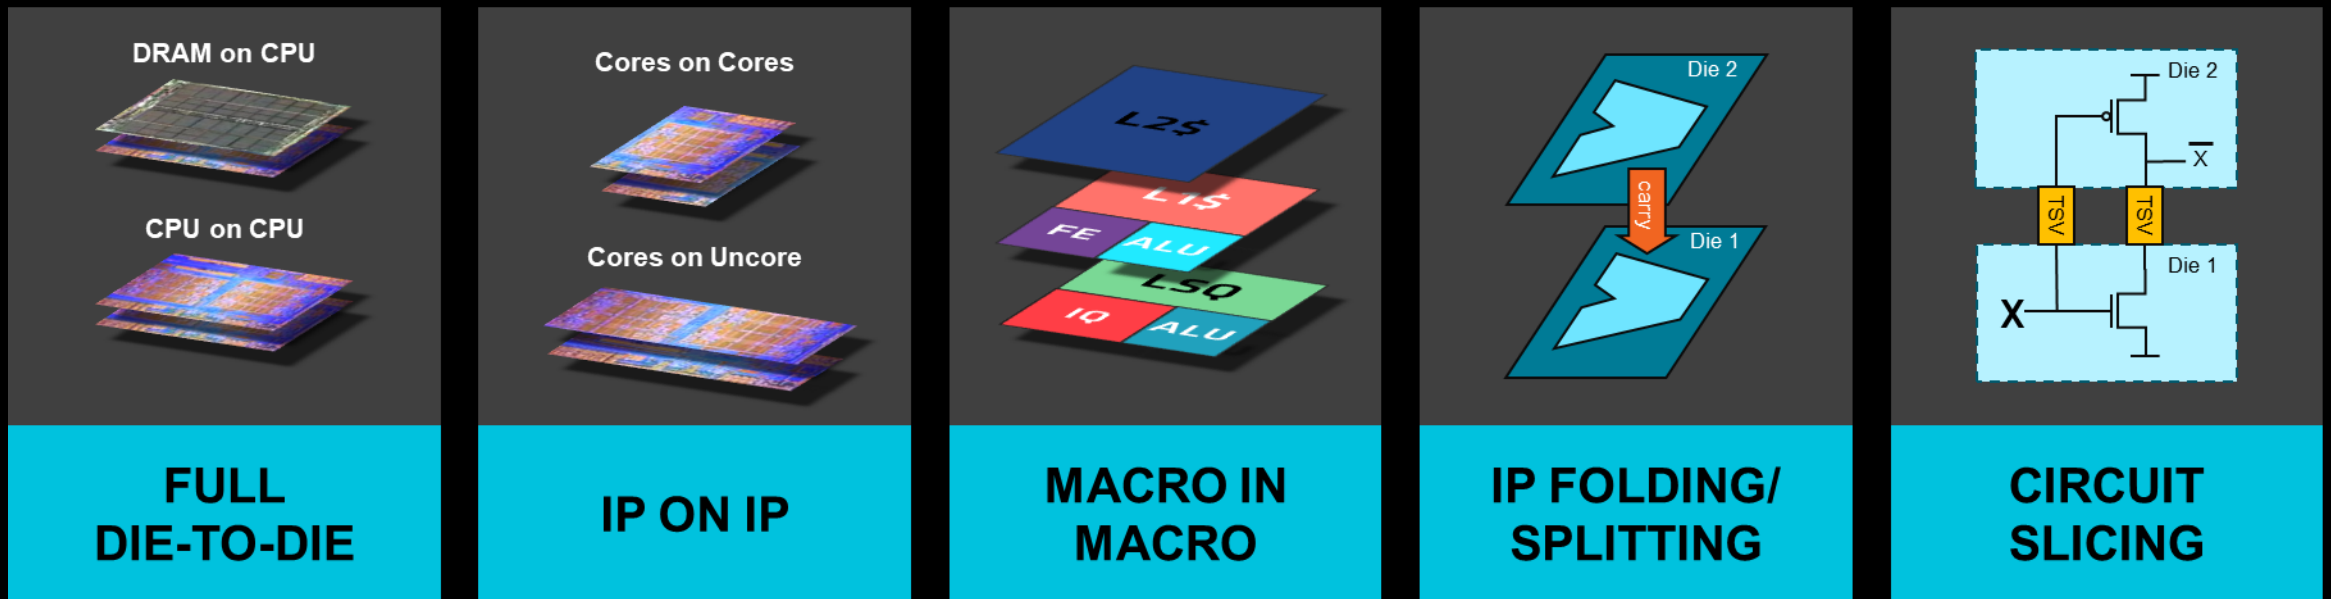 DRAM on CPU
CPU on CPU
FULL
DIE-TO-DIE
Cores on Cores
Cores on Uncore
IP ON IP
L2$
L1$
FE
ALU
LSQ
IQ
ALU
MACRO IN
MACRO
Die 2
carry
Die 1
IP FOLDING/
SPLITTING
Die 2
X̅
TSV
TSV
Die 1
X
CIRCUIT
SLICING